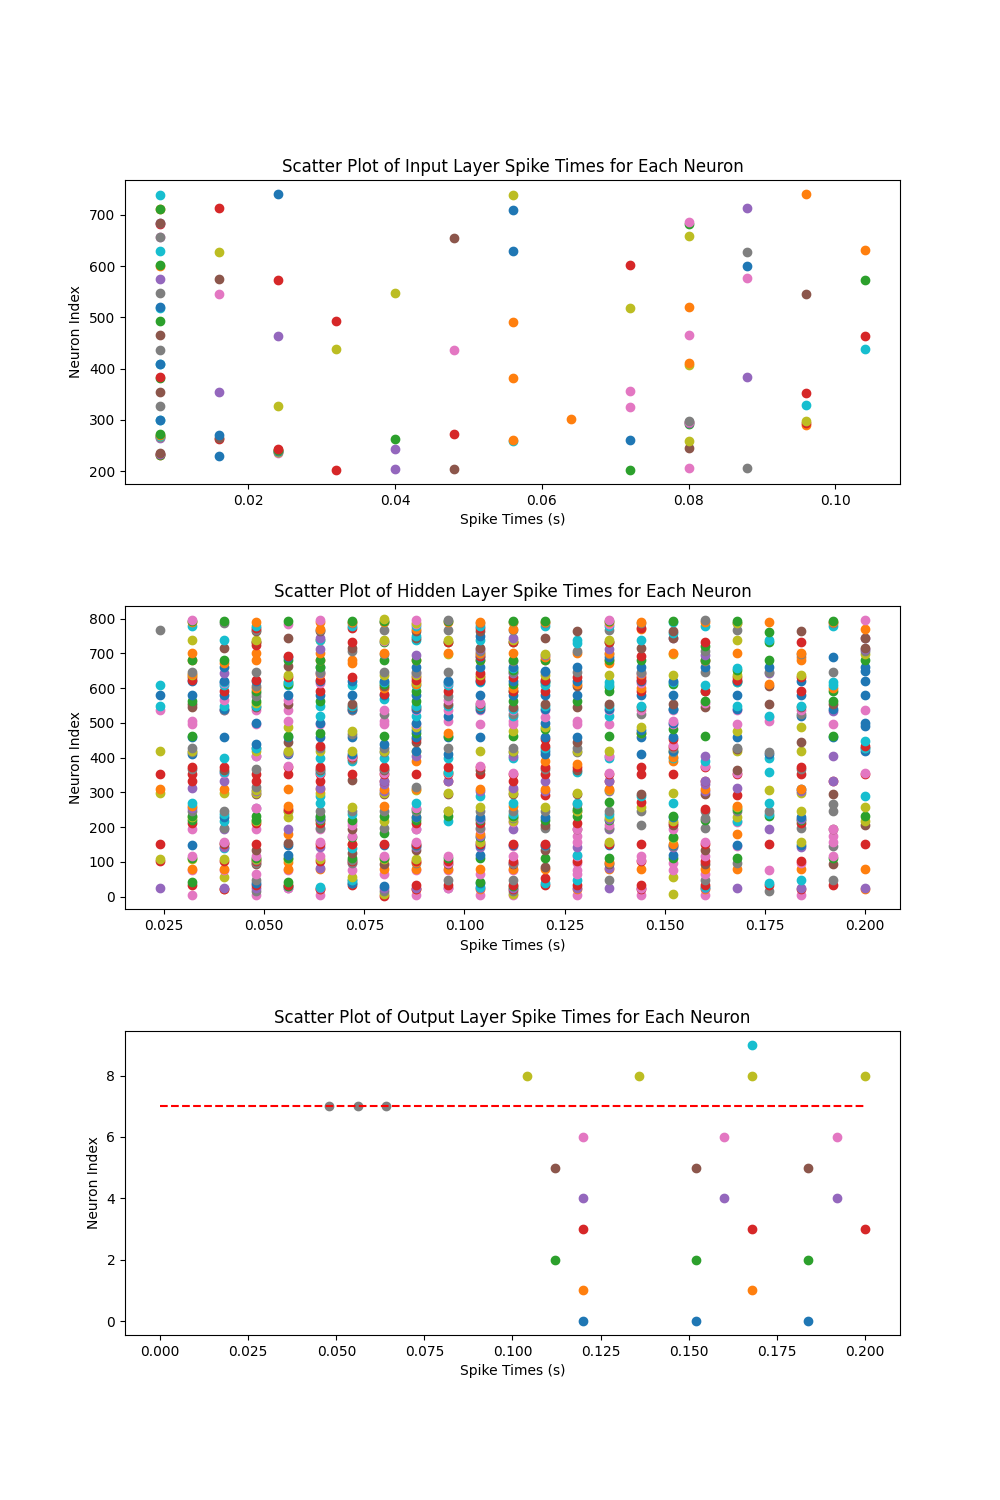 Scatter Plot of Input Layer Spike Times for Each Neuron
700
600
500
400
300
200
Neuron Index
0.02 0.04 0.06 0.08 0.10
Spike Times (s)
Scatter Plot of Hidden Layer Spike Times for Each Neuron
800
700
600
500
400
300
200
100
0
Neuron Index
0.025 0.050 0.075 0.100 0.125 0.150 0.175 0.200
Spike Times (s)
Scatter Plot of Output Layer Spike Times for Each Neuron
8
6
4
2
0
Neuron Index
0.000 0.025 0.050 0.075 0.100 0.125 0.150 0.175 0.200
Spike Times (s)